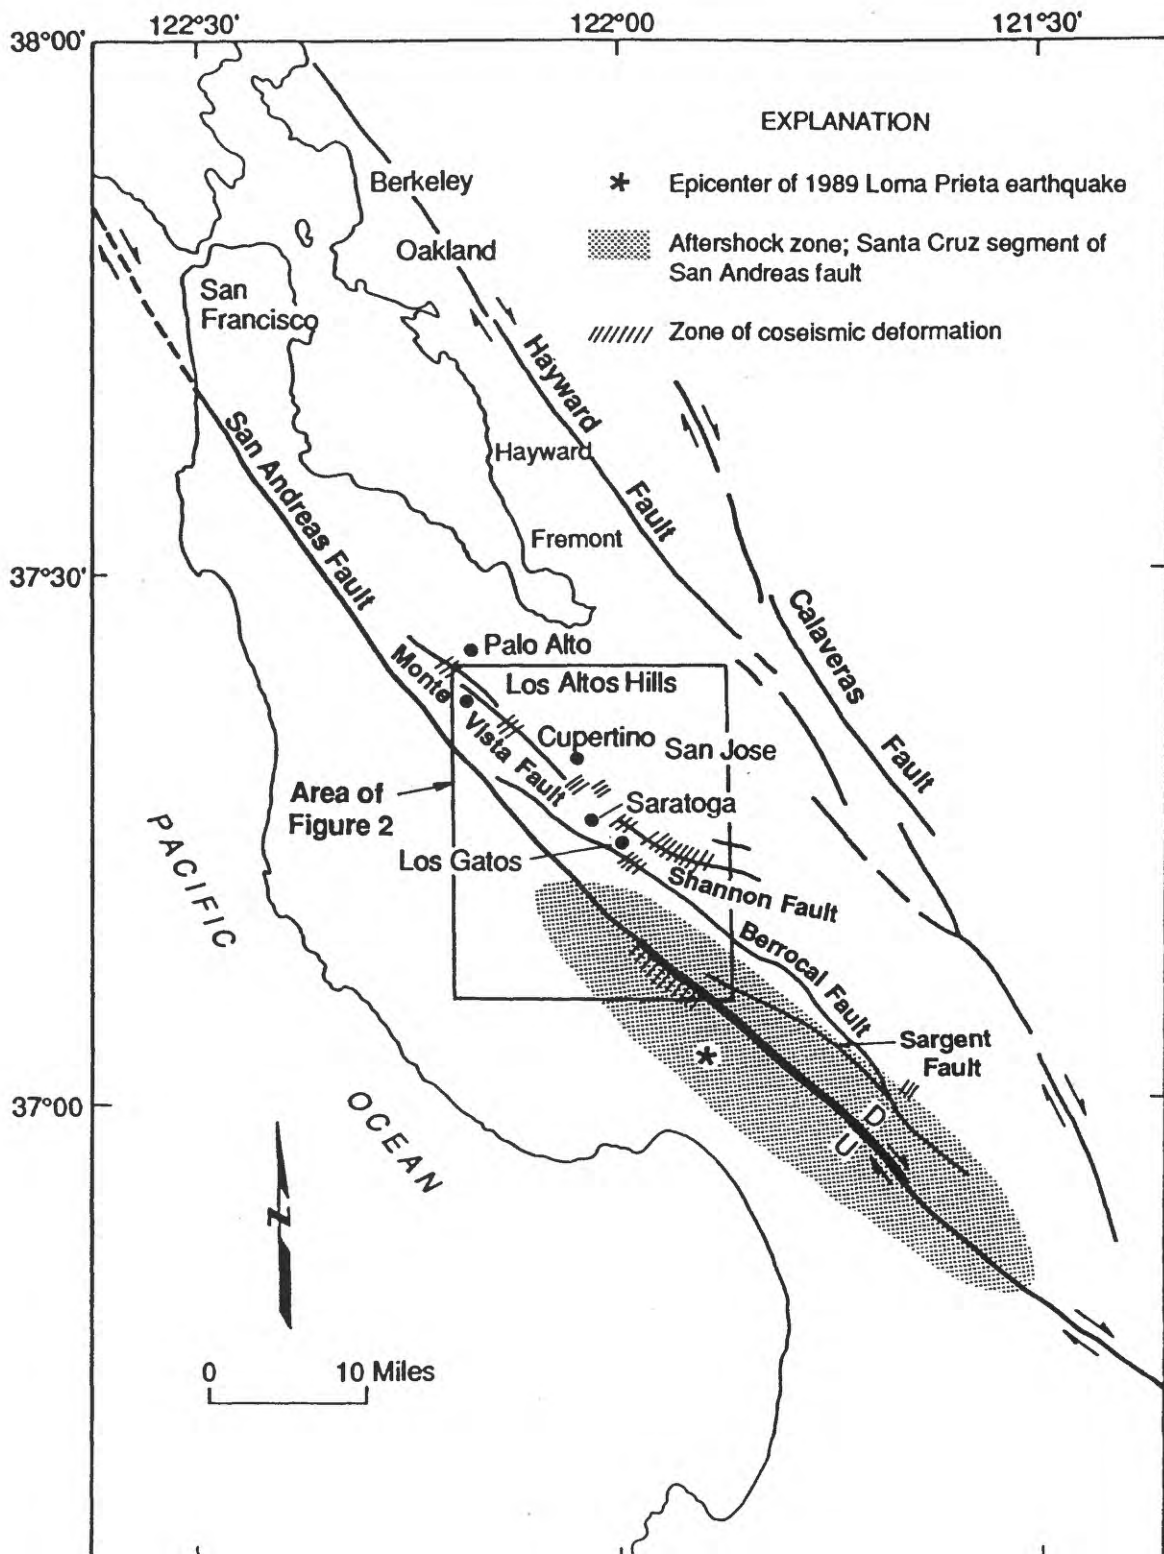 122°30'
122°00'
121°30'
38°00'
EXPLANATION
* Epicenter of 1989 Loma Prieta earthquake
Aftershock zone; Santa Cruz segment of
San Andreas fault
Zone of coseismic deformation
Berkeley
Oakland
San
Francisco
Hayward
Fault
San Andreas Fault
Hayward
Fremont
37°30'
Calaveras
Fault
Palo Alto
Monte
Vista Fault
Los Altos Hills
Cupertino
San Jose
Area of
Figure 2
Saratoga
Los Gatos
Shannon Fault
Berrocal Fault
Sargent
Fault
PACIFIC
OCEAN
37°00'
D
U
N
0 10 Miles